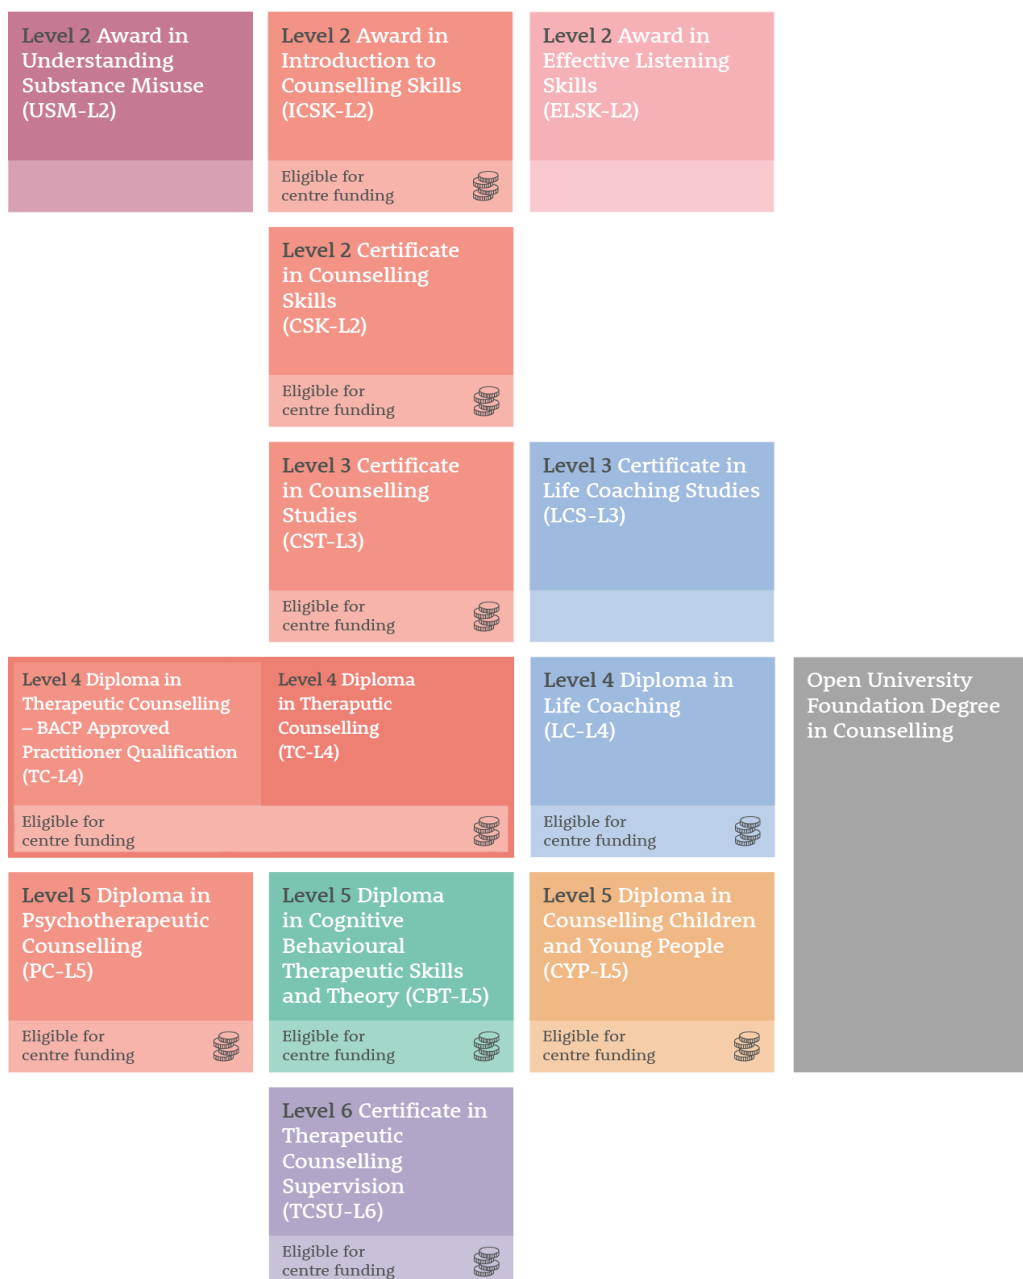 Level 2 Award in
Understanding
Substance Misuse
(USM-L2)
Level 2 Award in
Introduction to
Counselling Skills
(ICSK-L2)
Eligible for
centre funding
Level 2 Award in
Effective Listening
Skills
(ELSK-L2)
Level 2 Certificate
in Counselling
Skills
(CSK-L2)
Eligible for
centre funding
Level 3 Certificate
in Counselling
Studies
(CST-L3)
Eligible for
centre funding
Level 3 Certificate in
Life Coaching Studies
(LCS-L3)
Level 4 Diploma in
Therapeutic Counselling
– BACP Approved
Practitioner Qualification
(TC-L4)
Level 4 Diploma
in Theraputic
Counselling
(TC-L4)
Eligible for
centre funding
Level 4 Diploma in
Life Coaching
(LC-L4)
Eligible for
centre funding
Open University
Foundation Degree
in Counselling
Level 5 Diploma in
Psychotherapeutic
Counselling
(PC-L5)
Eligible for
centre funding
Level 5 Diploma
in Cognitive
Behavioural
Therapeutic Skills
and Theory (CBT-L5)
Eligible for
centre funding
Level 5 Diploma in
Counselling Children
and Young People
(CYP-L5)
Eligible for
centre funding
Level 6 Certificate in
Therapeutic
Counselling
Supervision
(TCSU-L6)
Eligible for
centre funding